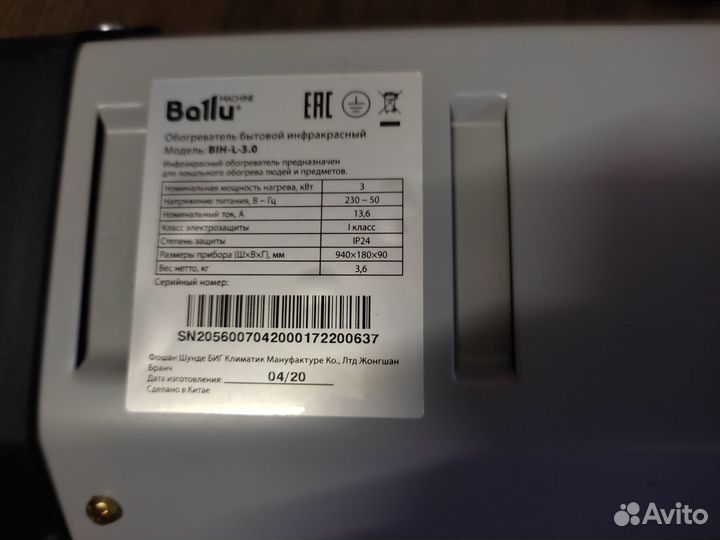 Ballu® MACHINE
EAC
Обогреватель бытовой инфракрасный
Модель: BIH-L-3.0
Инфракрасный обогреватель предназначен
для локального обогрева людей и предметов.
Номинальная мощность нагрева, кВт 3
Напряжение питания, В ~ Гц 230 ~ 50
Номинальный ток, А 13,6
Класс электрозащиты I класс
Степень защиты IP24
Размеры прибора (Ш×В×Г), мм 940×180×90
Вес нетто, кг 3,6
Серийный номер:
SN2056007042000172200637
Фошан Шунде БИГ Климатик Мануфактуре Ко., Лтд Жонгшан
Бранч
Дата изготовления: 04/20
Сделано в Китае
Avito